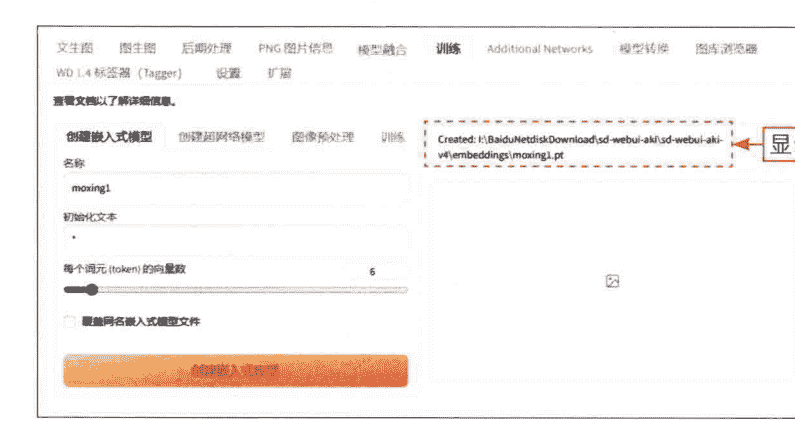 文生图 图生图 后期处理 PNG 图片信息 模型融合 训练 Additional Networks 模型转换 图库浏览器
WD 1.4 标签器（Tagger） 设置 扩展
查看文档以了解详细信息。
创建嵌入式模型 创建超网络模型 图像预处理 训练
名称
moxing1
初始化文本
*
每个词元 (token) 的向量数 6
覆盖同名嵌入式模型文件
创建嵌入式模型
Created: I:\BaiduNetdiskDownload\sd-webui-aki\sd-webui-aki-
v4\embeddings\moxing1.pt
显